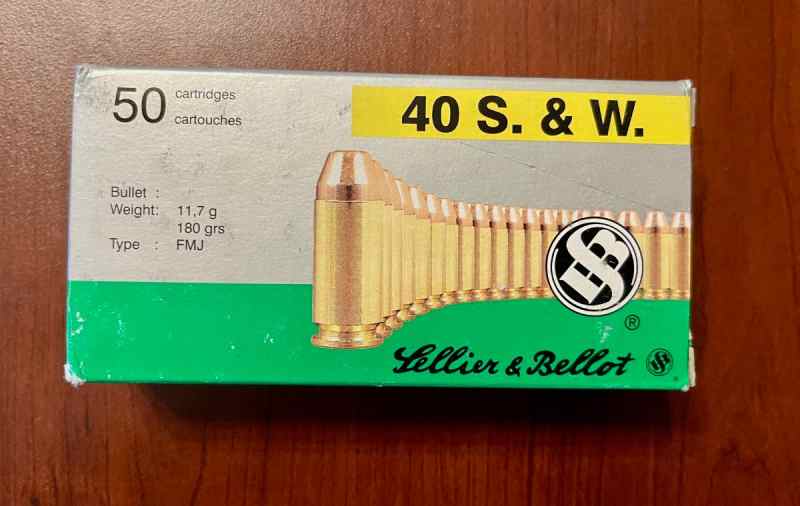 50 cartridges
cartouches
40 S. & W.
Bullet :
Weight: 11,7 g
180 grs
Type : FMJ
S&B
®
Sellier & Bellot